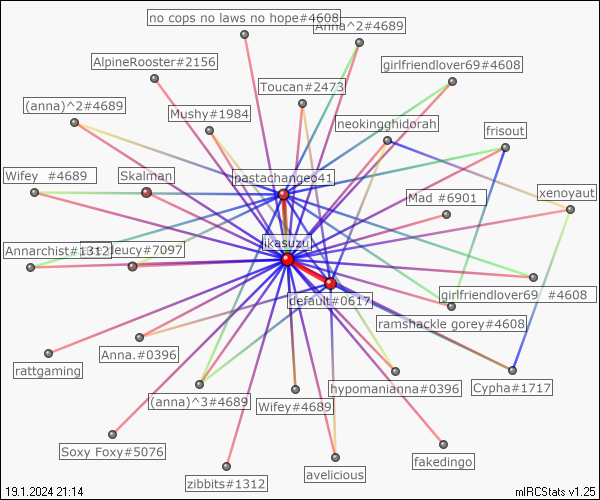 no cops no laws no hope#4608
Anna^2#4689
AlpineRooster#2156
girlfriendlover69#4608
Toucan#2473
(anna)^2#4689
Mushy#1984
neokingghidorah
frisout
Wifey #4689
Skalman
pastachangeo41
Mad #6901
xenoyaut
likasuzu
Annarchist#1312
leucy#7097
default#0617
girlfriendlover69 #4608
ramshackle gorey#4608
Anna.#0396
rattgaming
hypomanianna#0396
Cypha#1717
(anna)^3#4689
Wifey#4689
Soxy Foxy#5076
zibbits#1312
avelicious
fakedingo
19.1.2024 21:14
mIRCStats v1.25